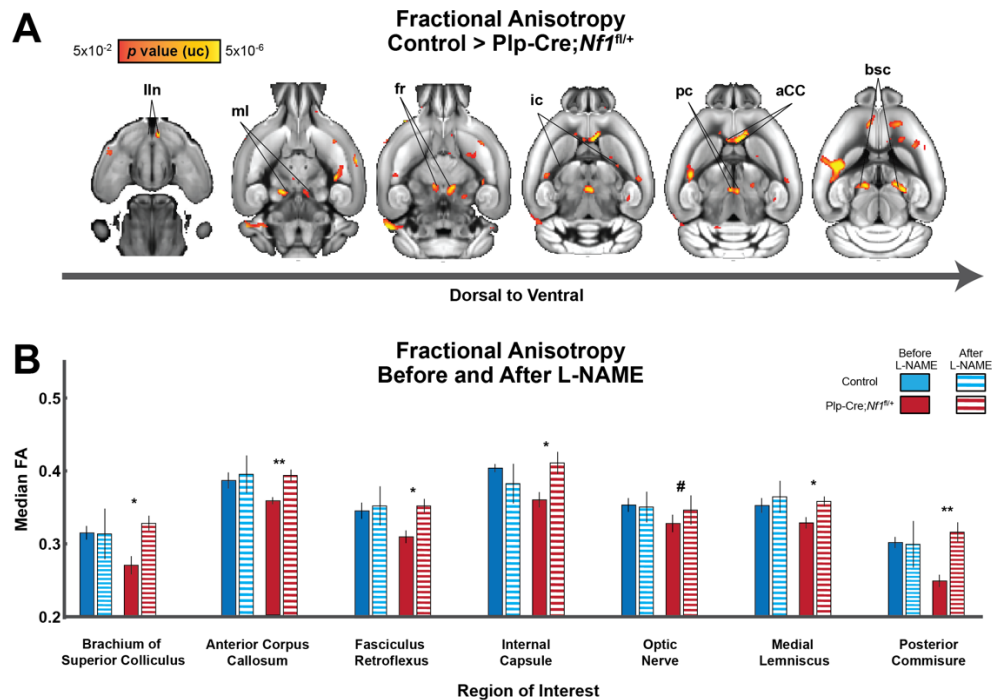 A
Fractional Anisotropy
Control > Plp-Cre;Nf1fl/+
5x10-2 p value (uc) 5x10-6
IIn
ml
fr
ic
pc
aCC
bsc
Dorsal to Ventral
B
Fractional Anisotropy
Before and After L-NAME
Before L-NAME
After L-NAME
Control
Plp-Cre;Nf1fl/+
Median FA
0.5
0.4
0.3
0.2
*
**
*
*
#
*
**
Brachium of
Superior Colliculus
Anterior Corpus
Callosum
Fasciculus
Retroflexus
Internal
Capsule
Optic
Nerve
Medial
Lemniscus
Posterior
Commisure
Region of Interest